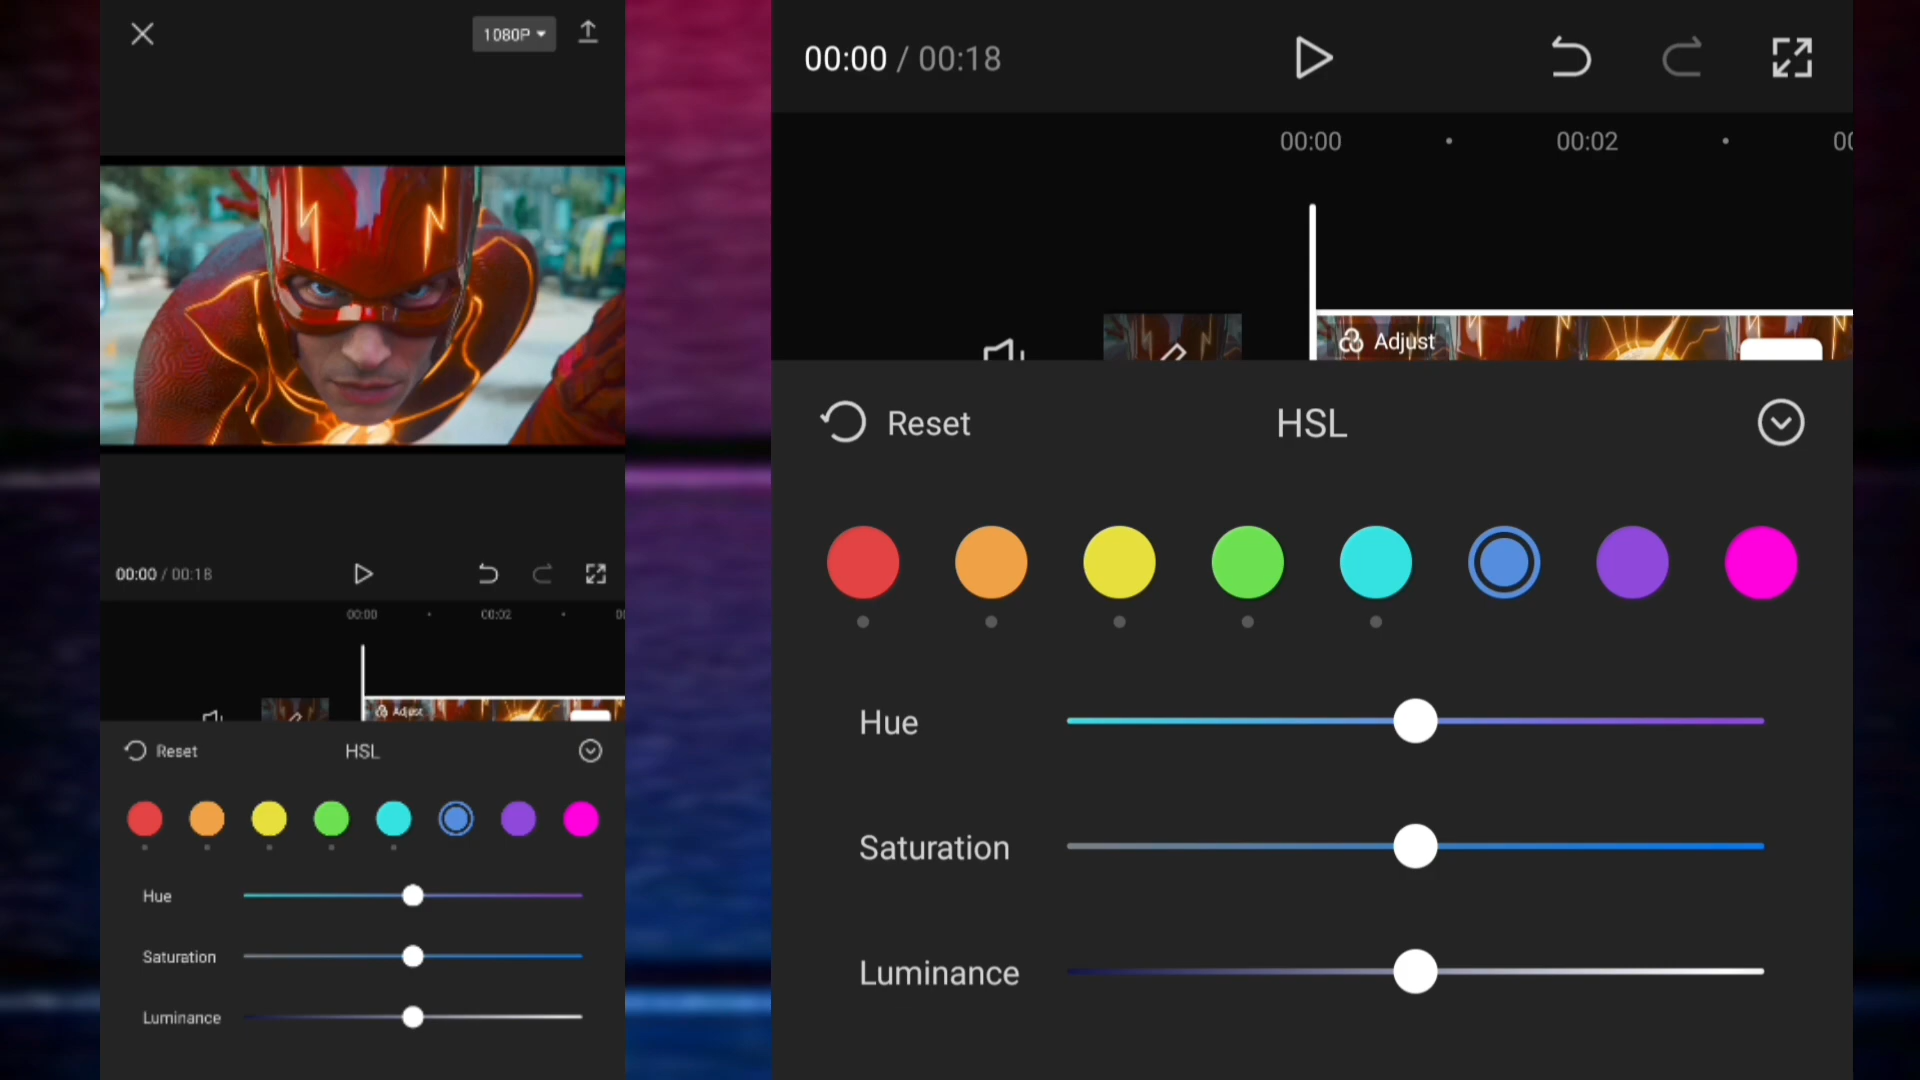 1080P
00:00 / 00:18
00:00
00:02
Adjust
Reset
HSL
Hue
Saturation
Luminance
00:00 / 00:18
00:00
00:02
Adjust
Reset
HSL
Hue
Saturation
Luminance